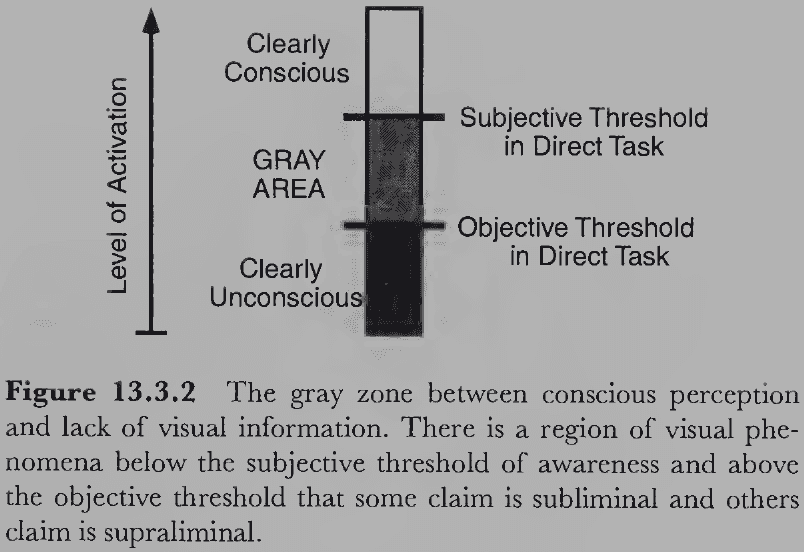 Clearly
Conscious
Level of Activation
GRAY
AREA
Clearly
Unconscious
Subjective Threshold
in Direct Task
Objective Threshold
in Direct Task
Figure 13.3.2 The gray zone between conscious perception
and lack of visual information. There is a region of visual phe-
nomena below the subjective threshold of awareness and above
the objective threshold that some claim is subliminal and others
claim is supraliminal.